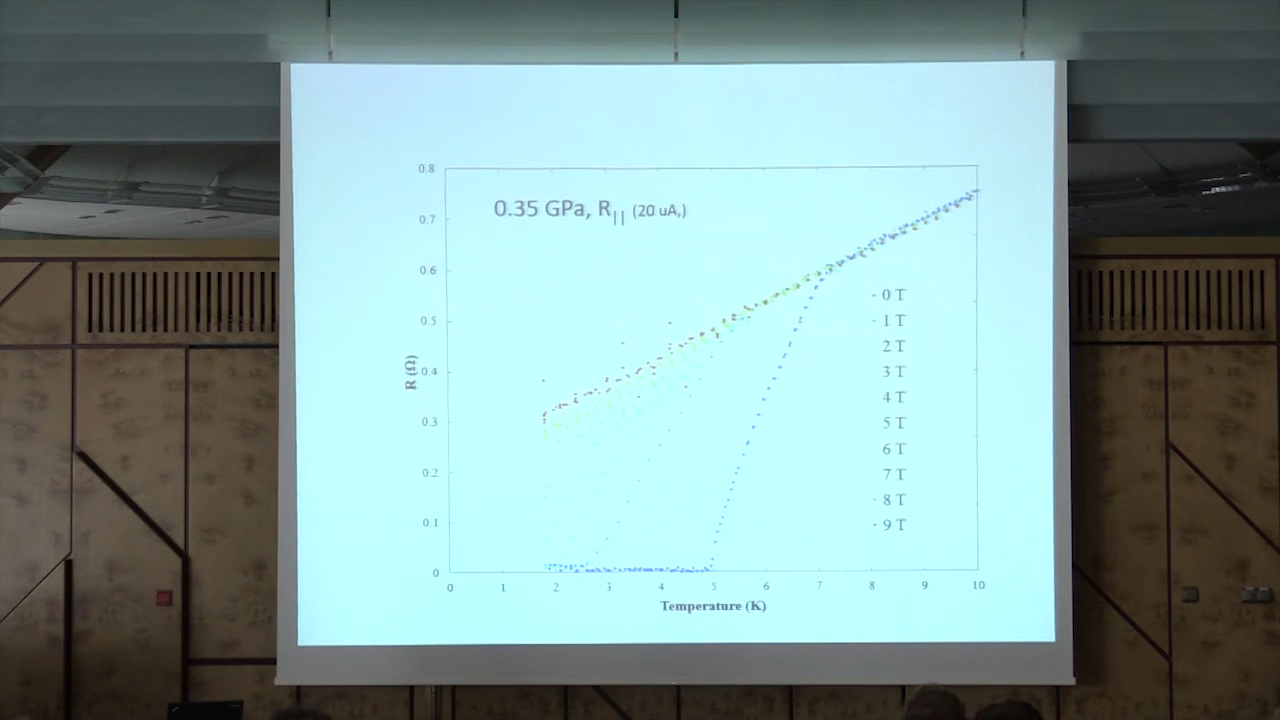 0.8
0.35 GPa, R|| (20 uA,)
0.7
0.6
0.5
0.4
0.3
0.2
0.1
0
R (Ω)
- 0 T
- 1 T
2 T
3 T
4 T
5 T
6 T
7 T
- 8 T
- 9 T
0 1 2 3 4 5 6 7 8 9 10
Temperature (K)